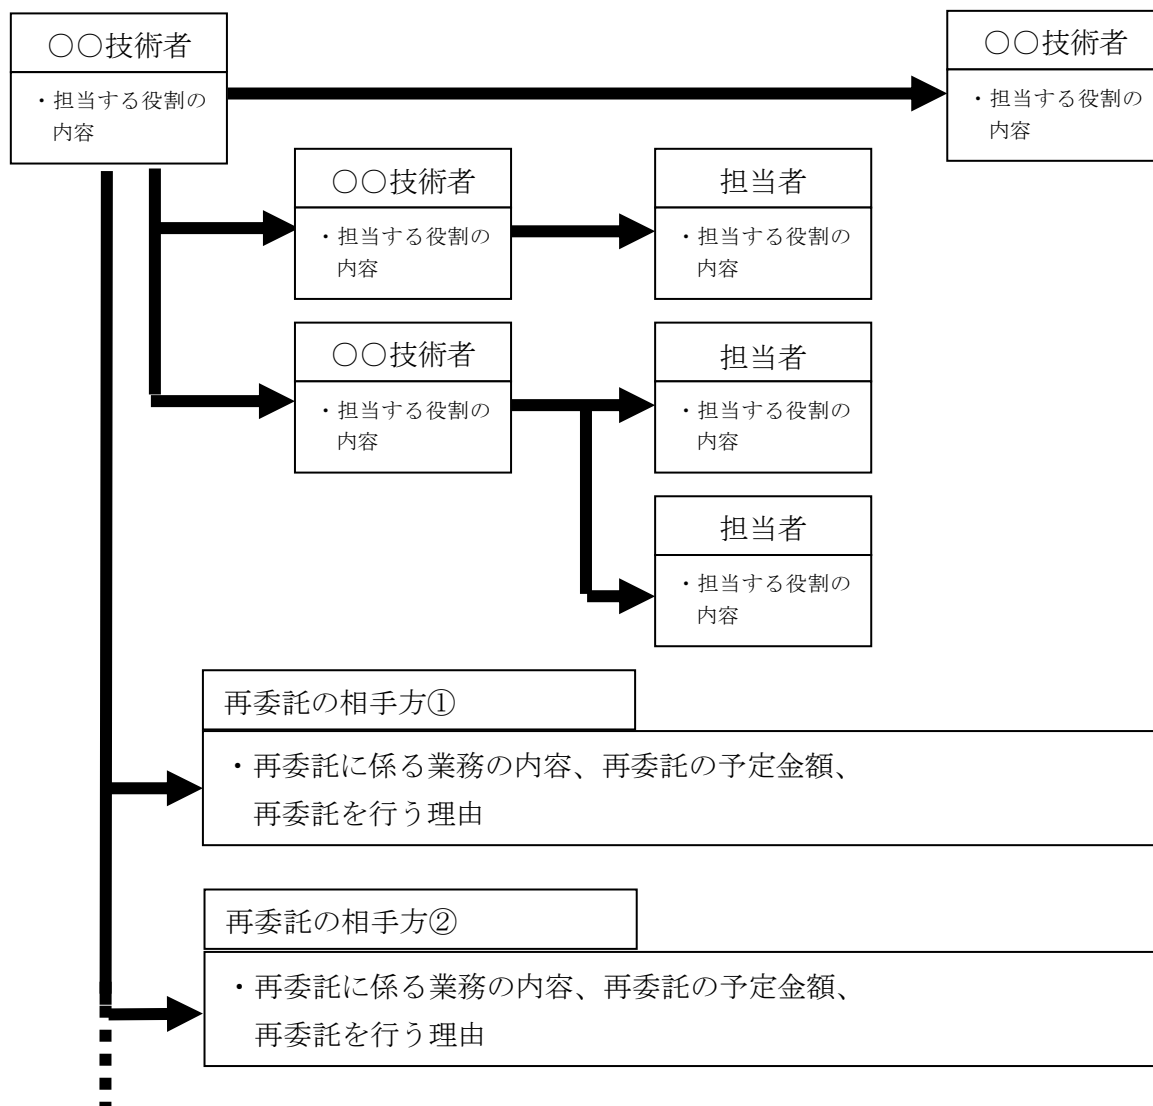 〇〇技術者
・担当する役割の
内容
〇〇技術者
・担当する役割の
内容
〇〇技術者
・担当する役割の
内容
担当者
・担当する役割の
内容
〇〇技術者
・担当する役割の
内容
担当者
・担当する役割の
内容
担当者
・担当する役割の
内容
再委託の相手方①
・再委託に係る業務の内容、再委託の予定金額、
再委託を行う理由
再委託の相手方②
・再委託に係る業務の内容、再委託の予定金額、
再委託を行う理由